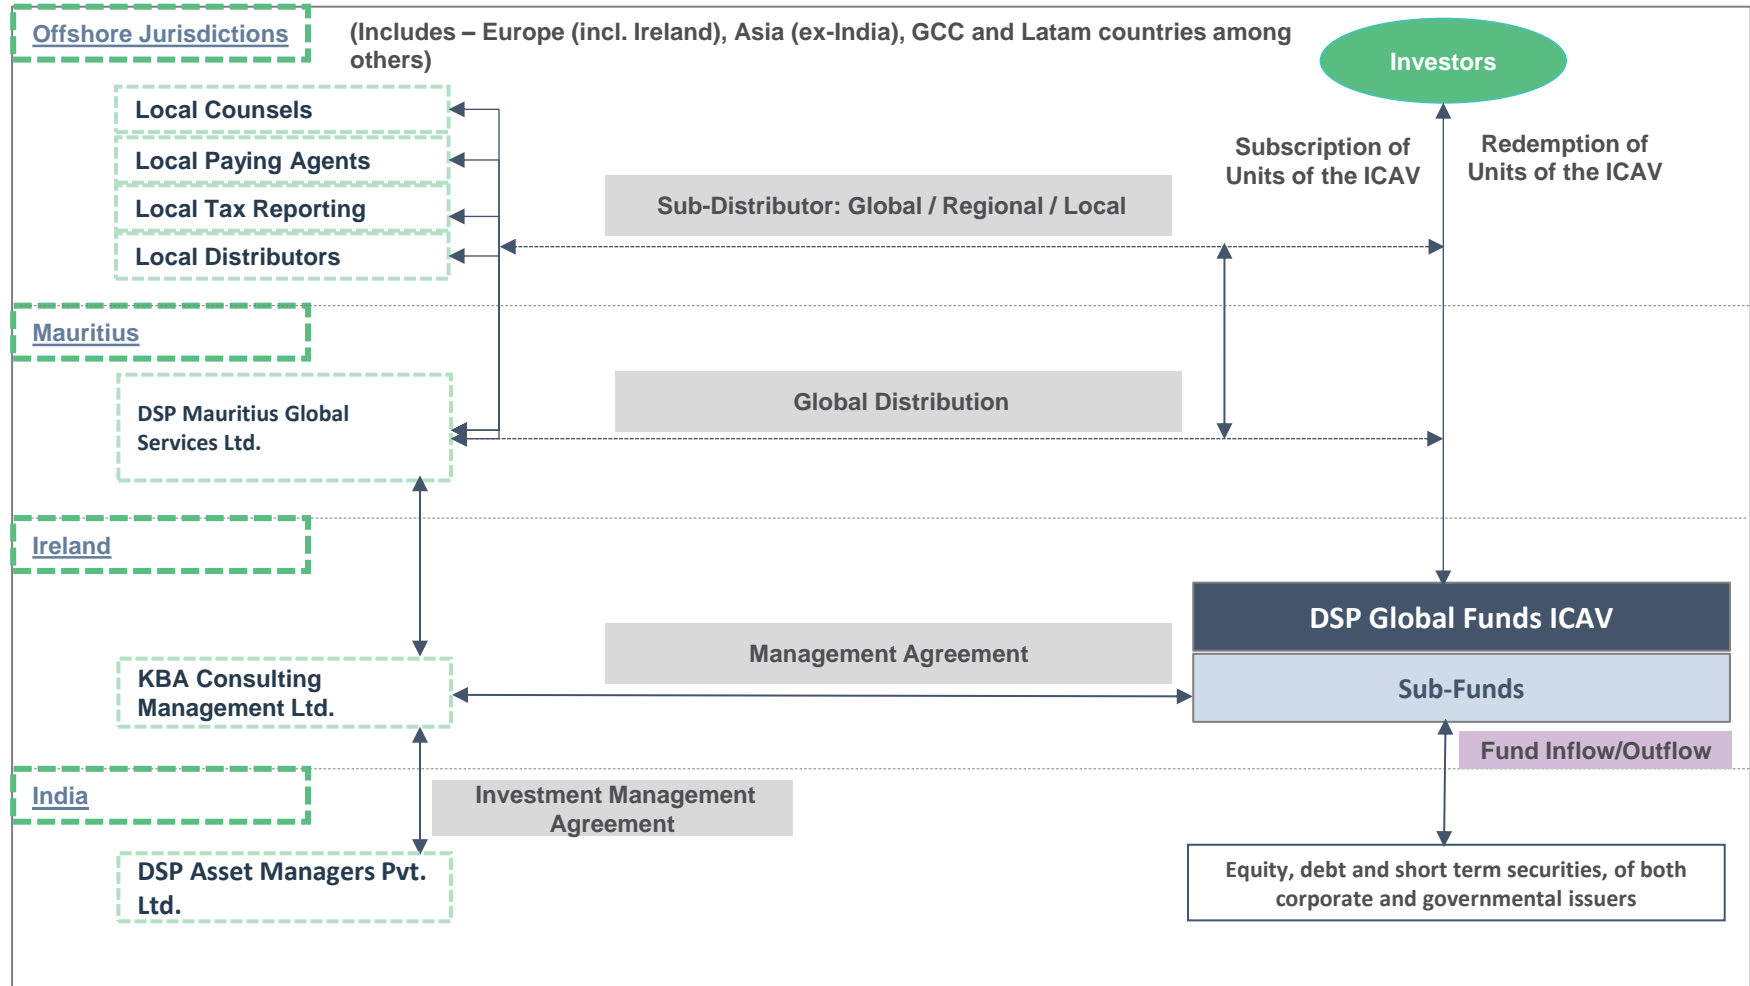 Offshore Jurisdictions
(Includes – Europe (incl. Ireland), Asia (ex-India), GCC and Latam countries among
others)
Investors
Local Counsels
Local Paying Agents
Local Tax Reporting
Local Distributors
Subscription of
Units of the ICAV
Redemption of
Units of the ICAV
Sub-Distributor: Global / Regional / Local
Mauritius
DSP Mauritius Global
Services Ltd.
Global Distribution
Ireland
DSP Global Funds ICAV
Sub-Funds
Management Agreement
KBA Consulting
Management Ltd.
Fund Inflow/Outflow
India
Investment Management
Agreement
DSP Asset Managers Pvt.
Ltd.
Equity, debt and short term securities, of both
corporate and governmental issuers